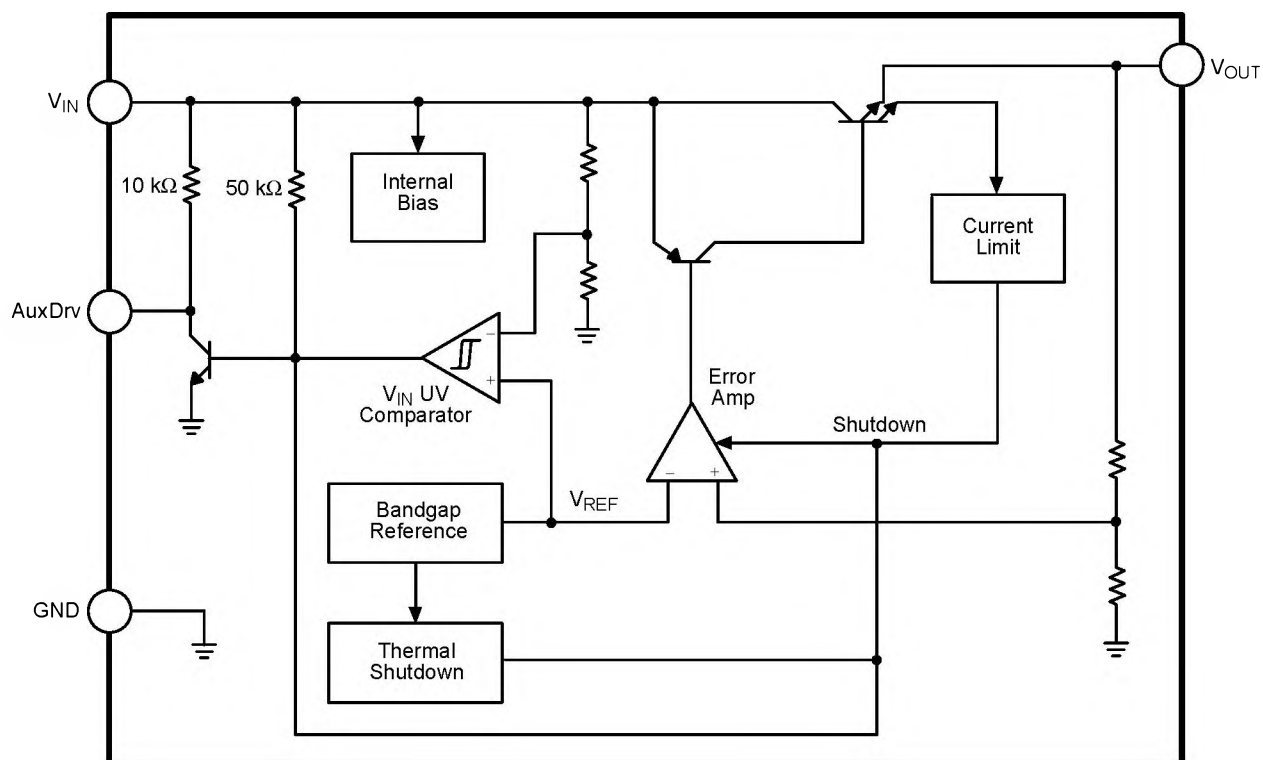 V_OUT
V_IN
10 kΩ
50 kΩ
Internal
Bias
Current
Limit
AuxDrv
−
+
V_IN UV
Comparator
Error
Amp
Shutdown
−
+
V_REF
Bandgap
Reference
GND
Thermal
Shutdown